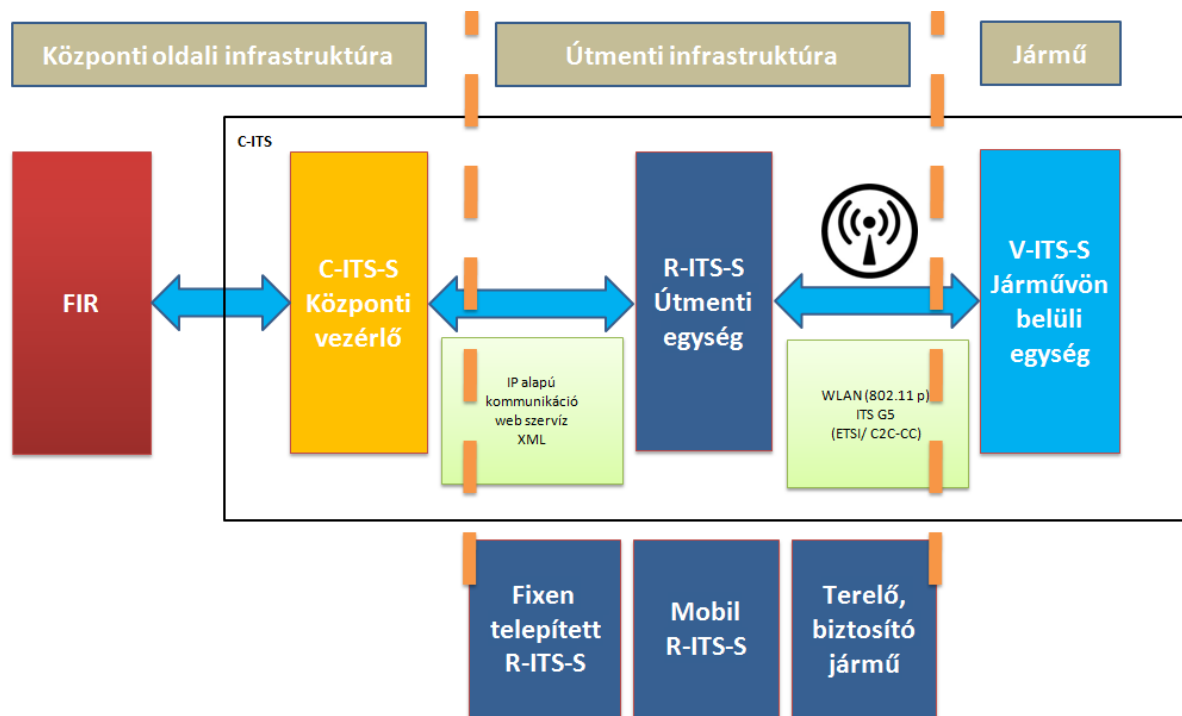 Központi oldali infrastruktúra
Útmenti infrastruktúra
Jármű
C-ITS
FIR
C-ITS-S
Központi
vezérlő
R-ITS-S
Útmenti
egység
V-ITS-S
Járművön
belüli
egység
IP alapú
kommunikáció
web szervíz
XML
WLAN (802.11 p)
ITS G5
(ETSI/ C2C-CC)
Fixen
telepített
R-ITS-S
Mobil
R-ITS-S
Terelő,
biztosító
jármű